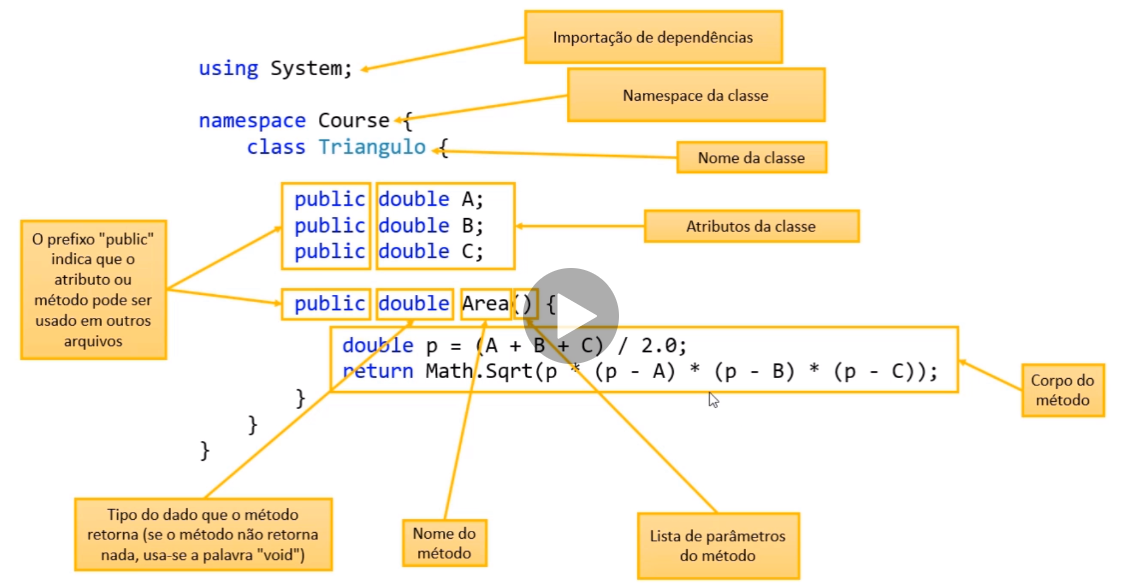 Importação de dependências
using System;
Namespace da classe
namespace Course {
class Triangulo {
Nome da classe
public double A;
public double B;
public double C;
Atributos da classe
O prefixo "public"
indica que o
atributo ou
método pode ser
usado em outros
arquivos
public double Area() {
double p = (A + B + C) / 2.0;
return Math.Sqrt(p * (p - A) * (p - B) * (p - C));
}
}
}
Corpo do
método
Tipo do dado que o método
retorna (se o método não retorna
nada, usa-se a palavra "void")
Nome do
método
Lista de parâmetros
do método